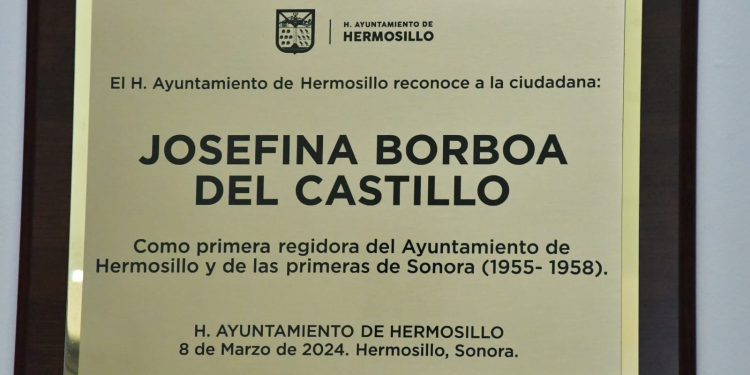 H. AYUNTAMIENTO DE
HERMOSILLO
El H. Ayuntamiento de Hermosillo reconoce a la ciudadana:
JOSEFINA BORBOA
DEL CASTILLO
Como primera regidora del Ayuntamiento de
Hermosillo y de las primeras de Sonora (1955- 1958).
H. AYUNTAMIENTO DE HERMOSILLO
8 de Marzo de 2024. Hermosillo, Sonora.